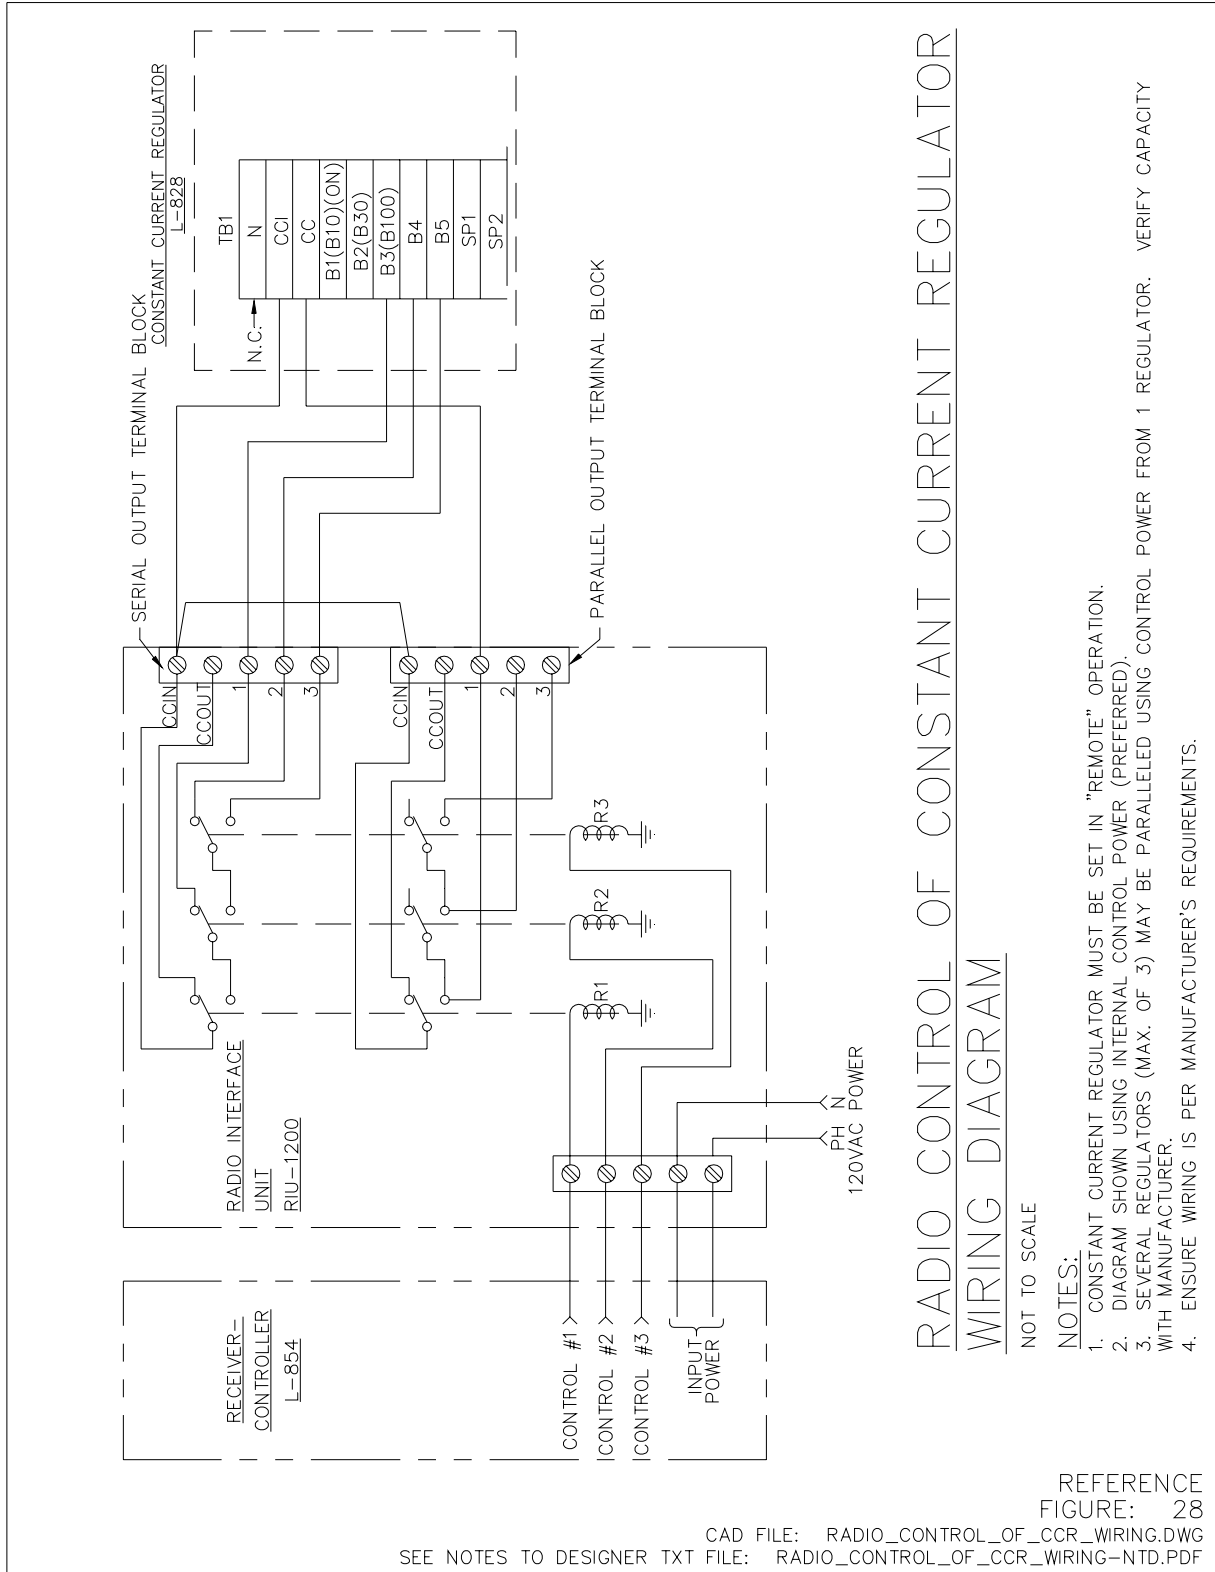 RECEIVER-
CONTROLLER
L-854
CONTROL #1
CONTROL #2
CONTROL #3
INPUT
POWER
RADIO INTERFACE
UNIT
RIU-1200
PH
N
120VAC POWER
R1
R2
R3
CCIN
CCOUT
1
2
3
CCIN
CCOUT
1
2
3
SERIAL OUTPUT TERMINAL BLOCK
PARALLEL OUTPUT TERMINAL BLOCK
CONSTANT CURRENT REGULATOR
L-828
TB1
N.C.
N
CCI
CC
B1(B10)(ON)
B2(B30)
B3(B100)
B4
B5
SP1
SP2
RADIO CONTROL OF CONSTANT CURRENT REGULATOR
WIRING DIAGRAM
NOT TO SCALE
NOTES:
1. CONSTANT CURRENT REGULATOR MUST BE SET IN "REMOTE" OPERATION.
2. DIAGRAM SHOWN USING INTERNAL CONTROL POWER (PREFERRED).
3. SEVERAL REGULATORS (MAX. OF 3) MAY BE PARALLELED USING CONTROL POWER FROM 1 REGULATOR. VERIFY CAPACITY
WITH MANUFACTURER.
4. ENSURE WIRING IS PER MANUFACTURER'S REQUIREMENTS.
REFERENCE
FIGURE: 28
CAD FILE: RADIO_CONTROL_OF_CCR_WIRING.DWG
SEE NOTES TO DESIGNER TXT FILE: RADIO_CONTROL_OF_CCR_WIRING-NTD.PDF